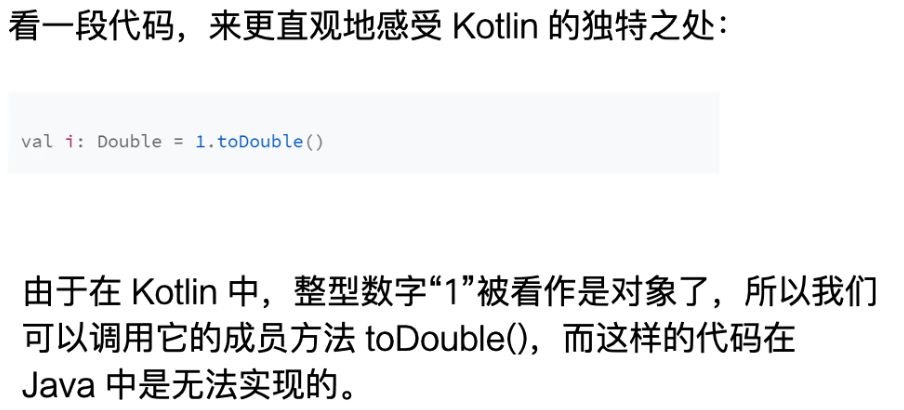 看一段代码，来更直观地感受 Kotlin 的独特之处：
val i: Double = 1.toDouble()
由于在 Kotlin 中，整型数字“1”被看作是对象了，所以我们
可以调用它的成员方法 toDouble()，而这样的代码在
Java 中是无法实现的。